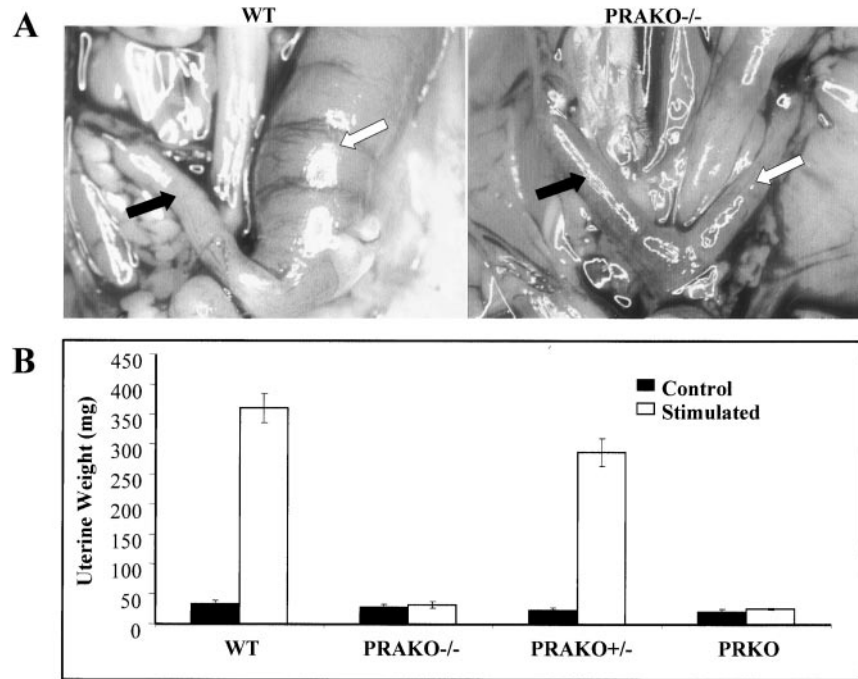 A
WT
PRAKO-/-
B
Uterine Weight (mg)
450
400
350
300
250
200
150
100
50
0
Control
Stimulated
WT
PRAKO-/-
PRAKO+/-
PRKO